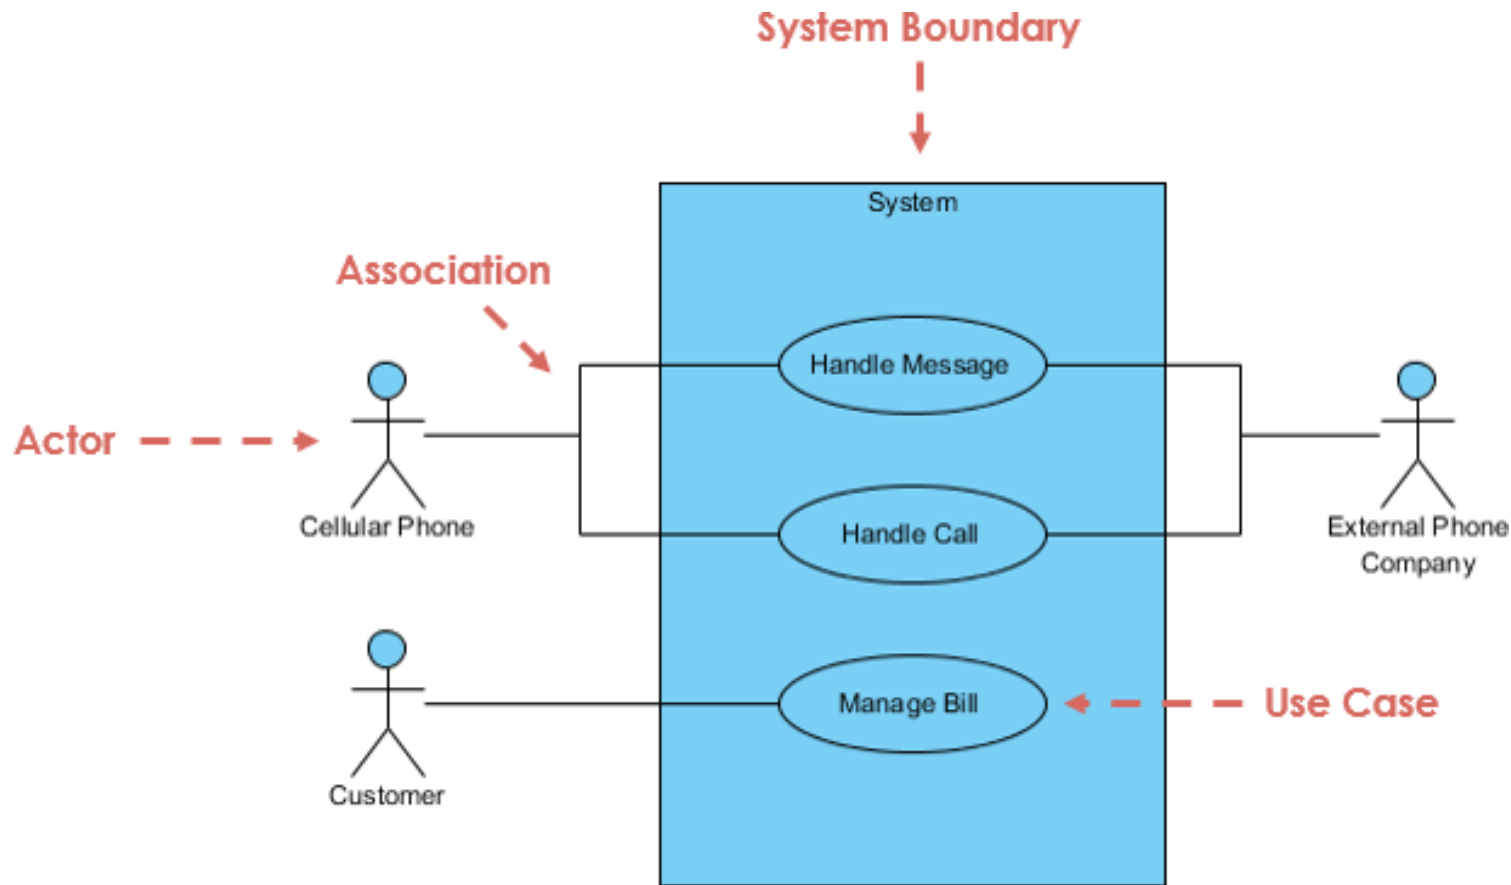 System Boundary
System
Association
Handle Message
Actor
Cellular Phone
Handle Call
External Phone
Company
Manage Bill
Use Case
Customer